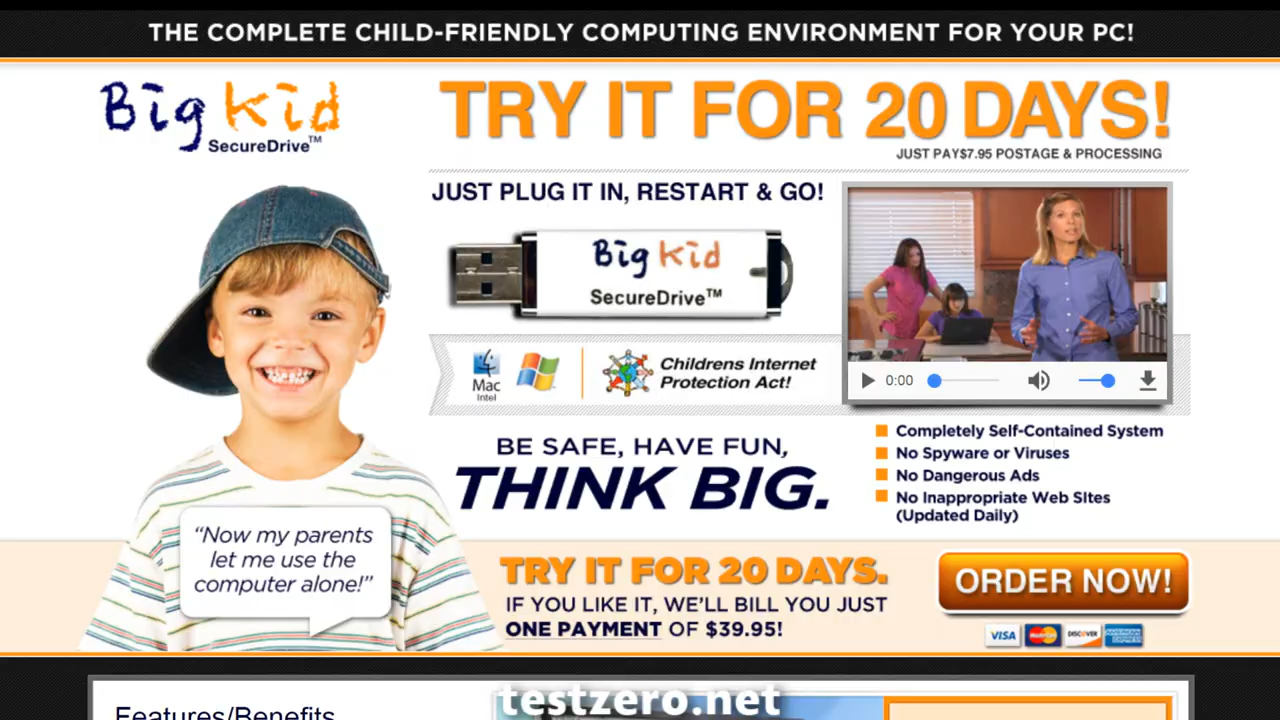 THE COMPLETE CHILD-FRIENDLY COMPUTING ENVIRONMENT FOR YOUR PC!
Big Kid
SecureDrive™
TRY IT FOR 20 DAYS!
JUST PAY$7.95 POSTAGE & PROCESSING
JUST PLUG IT IN, RESTART & GO!
Big Kid
SecureDrive™
Mac
Intel
Childrens Internet
Protection Act!
0:00
BE SAFE, HAVE FUN,
THINK BIG.
Completely Self-Contained System
No Spyware or Viruses
No Dangerous Ads
No Inappropriate Web SItes
(Updated Daily)
“Now my parents
let me use the
computer alone!”
TRY IT FOR 20 DAYS.
IF YOU LIKE IT, WE’LL BILL YOU JUST
ONE PAYMENT OF $39.95!
ORDER NOW!
VISA
MasterCard
DISCOVER
AMERICAN EXPRESS
Features/Benefits
testzero.net